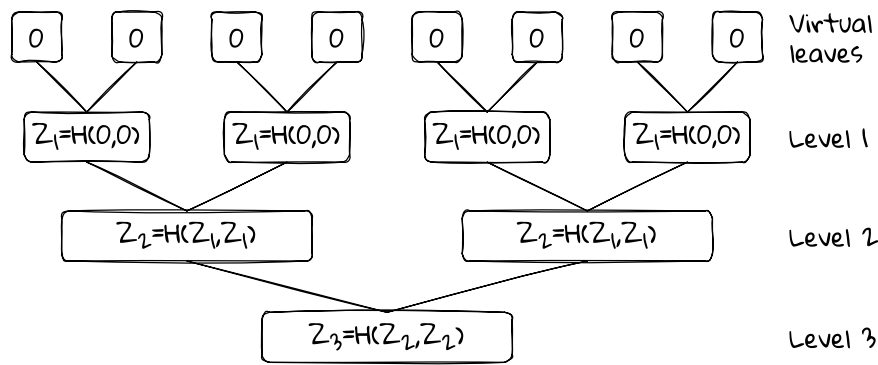 0 0 0 0 0 0 0 0 Virtual
leaves
Z₁=H(0,0) Z₁=H(0,0) Z₁=H(0,0) Z₁=H(0,0) Level 1
Z₂=H(Z₁,Z₁) Z₂=H(Z₁,Z₁) Level 2
Z₃=H(Z₂,Z₂) Level 3